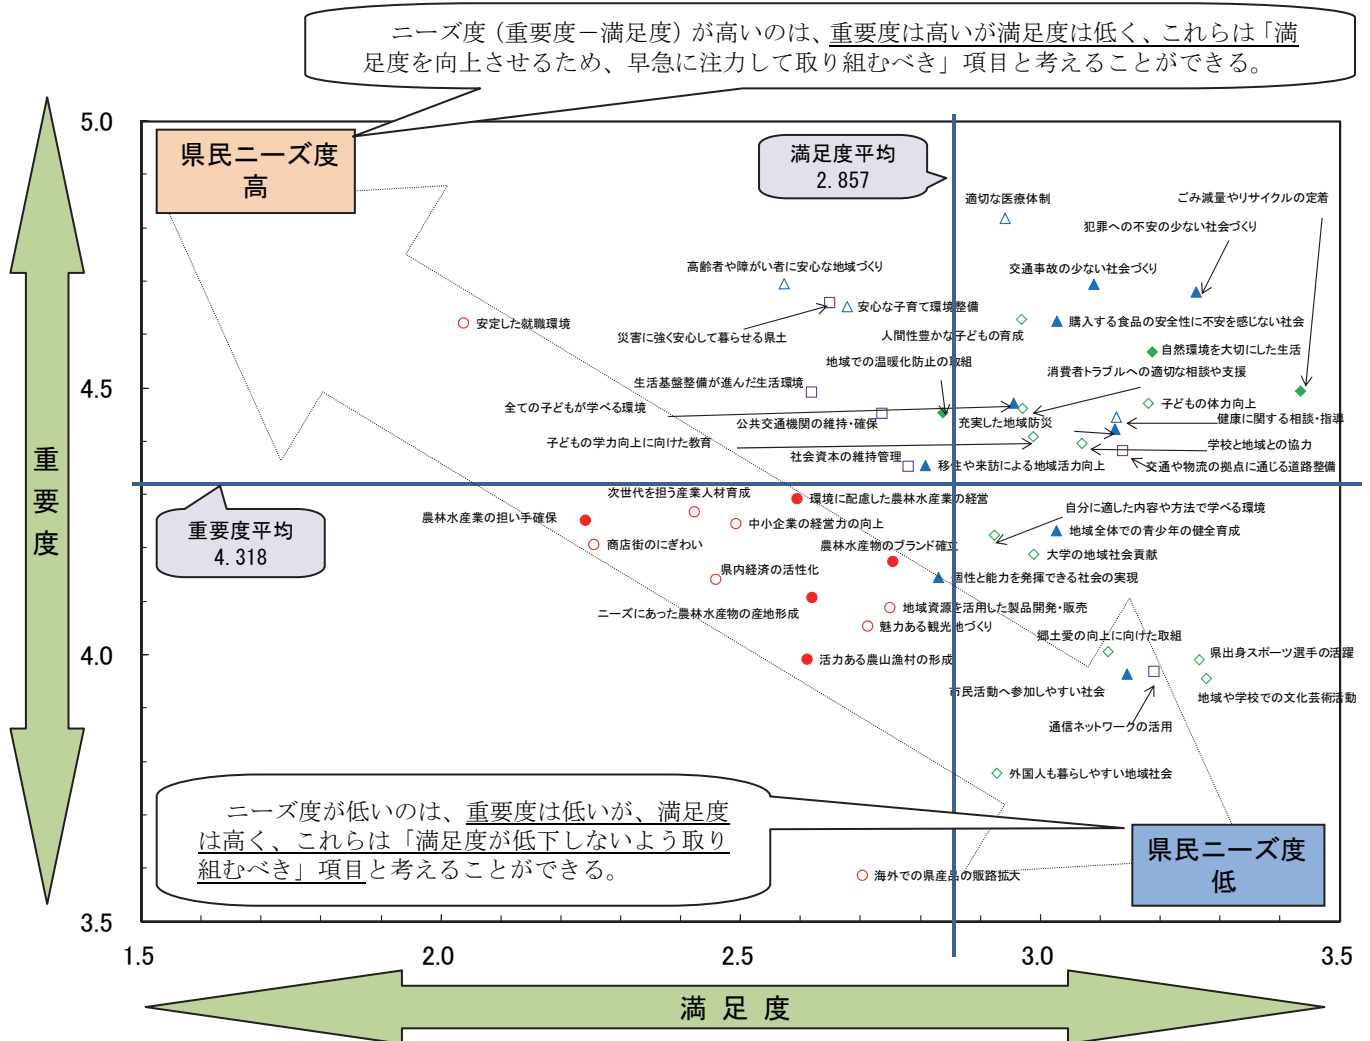 ニーズ度（重要度－満足度）が高いのは、重要度は高いが満足度は低く、これらは「満
足度を向上させるため、早急に注力して取り組むべき」項目と考えることができる。
5.0
県民ニーズ度
高
満足度平均
2.857
適切な医療体制
ごみ減量やリサイクルの定着
犯罪への不安の少ない社会づくり
高齢者や障がい者に安心な地域づくり
交通事故の少ない社会づくり
安定した就職環境
災害に強く安心して暮らせる県土
安心な子育て環境整備
人間性豊かな子どもの育成
購入する食品の安全性に不安を感じない社会
地域での温暖化防止の取組
自然環境を大切にした生活
消費者トラブルへの適切な相談や支援
4.5
生活基盤整備が進んだ生活環境
全ての子どもが学べる環境
公共交通機関の維持・確保
充実した地域防災
子どもの体力向上
健康に関する相談・指導
子どもの学力向上に向けた教育
社会資本の維持管理
移住や来訪による地域活力向上
学校と地域との協力
交通や物流の拠点に通じる道路整備
重要度
重要度平均
4.318
農林水産業の担い手確保
次世代を担う産業人材育成
環境に配慮した農林水産業の経営
自分に適した内容や方法で学べる環境
中小企業の経営力の向上
地域全体での青少年の健全育成
商店街のにぎわい
農林水産物のブランド確立
大学の地域社会貢献
県内経済の活性化
個性と能力を発揮できる社会の実現
ニーズにあった農林水産物の産地形成
地域資源を活用した製品開発・販売
魅力ある観光地づくり
郷土愛の向上に向けた取組
4.0
活力ある農山漁村の形成
県出身スポーツ選手の活躍
市民活動へ参加しやすい社会
地域や学校での文化芸術活動
通信ネットワークの活用
外国人も暮らしやすい地域社会
ニーズ度が低いのは、重要度は低いが、満足度
は高く、これらは「満足度が低下しないよう取り
組むべき」項目と考えることができる。
県民ニーズ度
低
海外での県産品の販路拡大
3.5
1.5
2.0
2.5
3.0
3.5
満足度